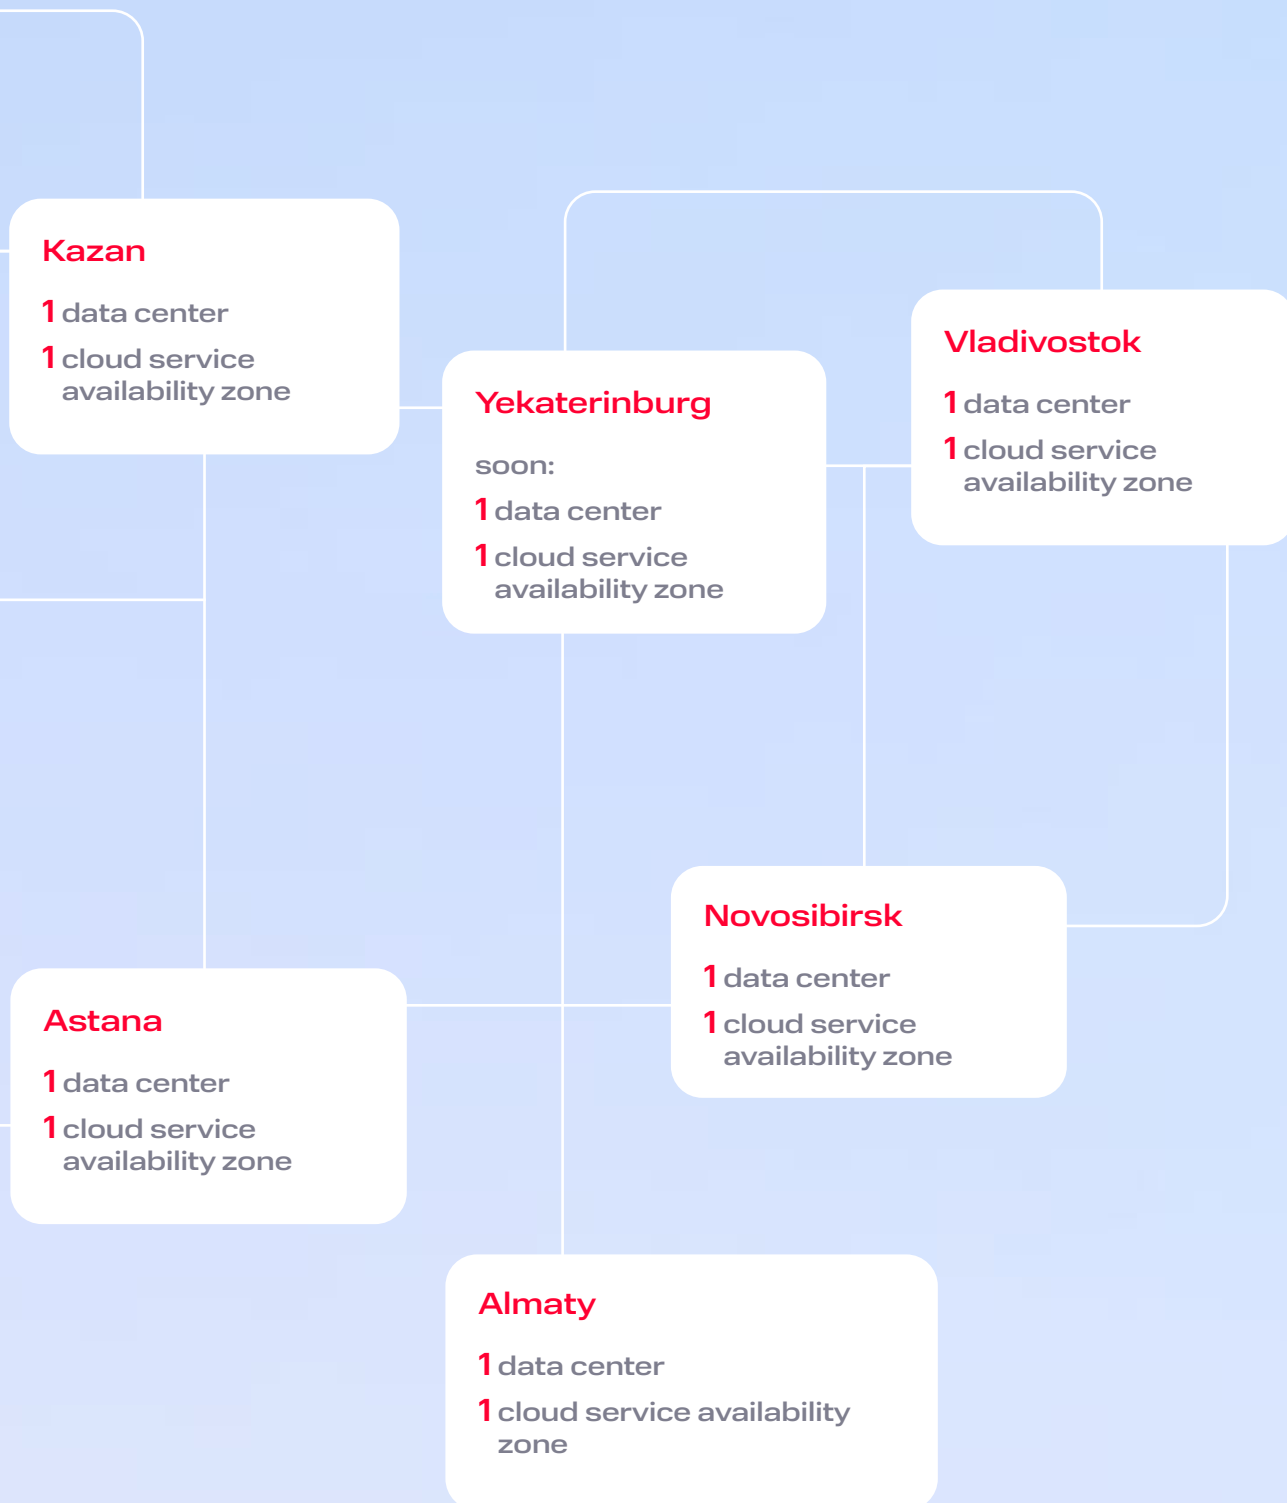 Kazan
1 data center
1 cloud service
availability zone
Yekaterinburg
soon:
1 data center
1 cloud service
availability zone
Vladivostok
1 data center
1 cloud service
availability zone
Novosibirsk
1 data center
1 cloud service
availability zone
Astana
1 data center
1 cloud service
availability zone
Almaty
1 data center
1 cloud service availability
zone